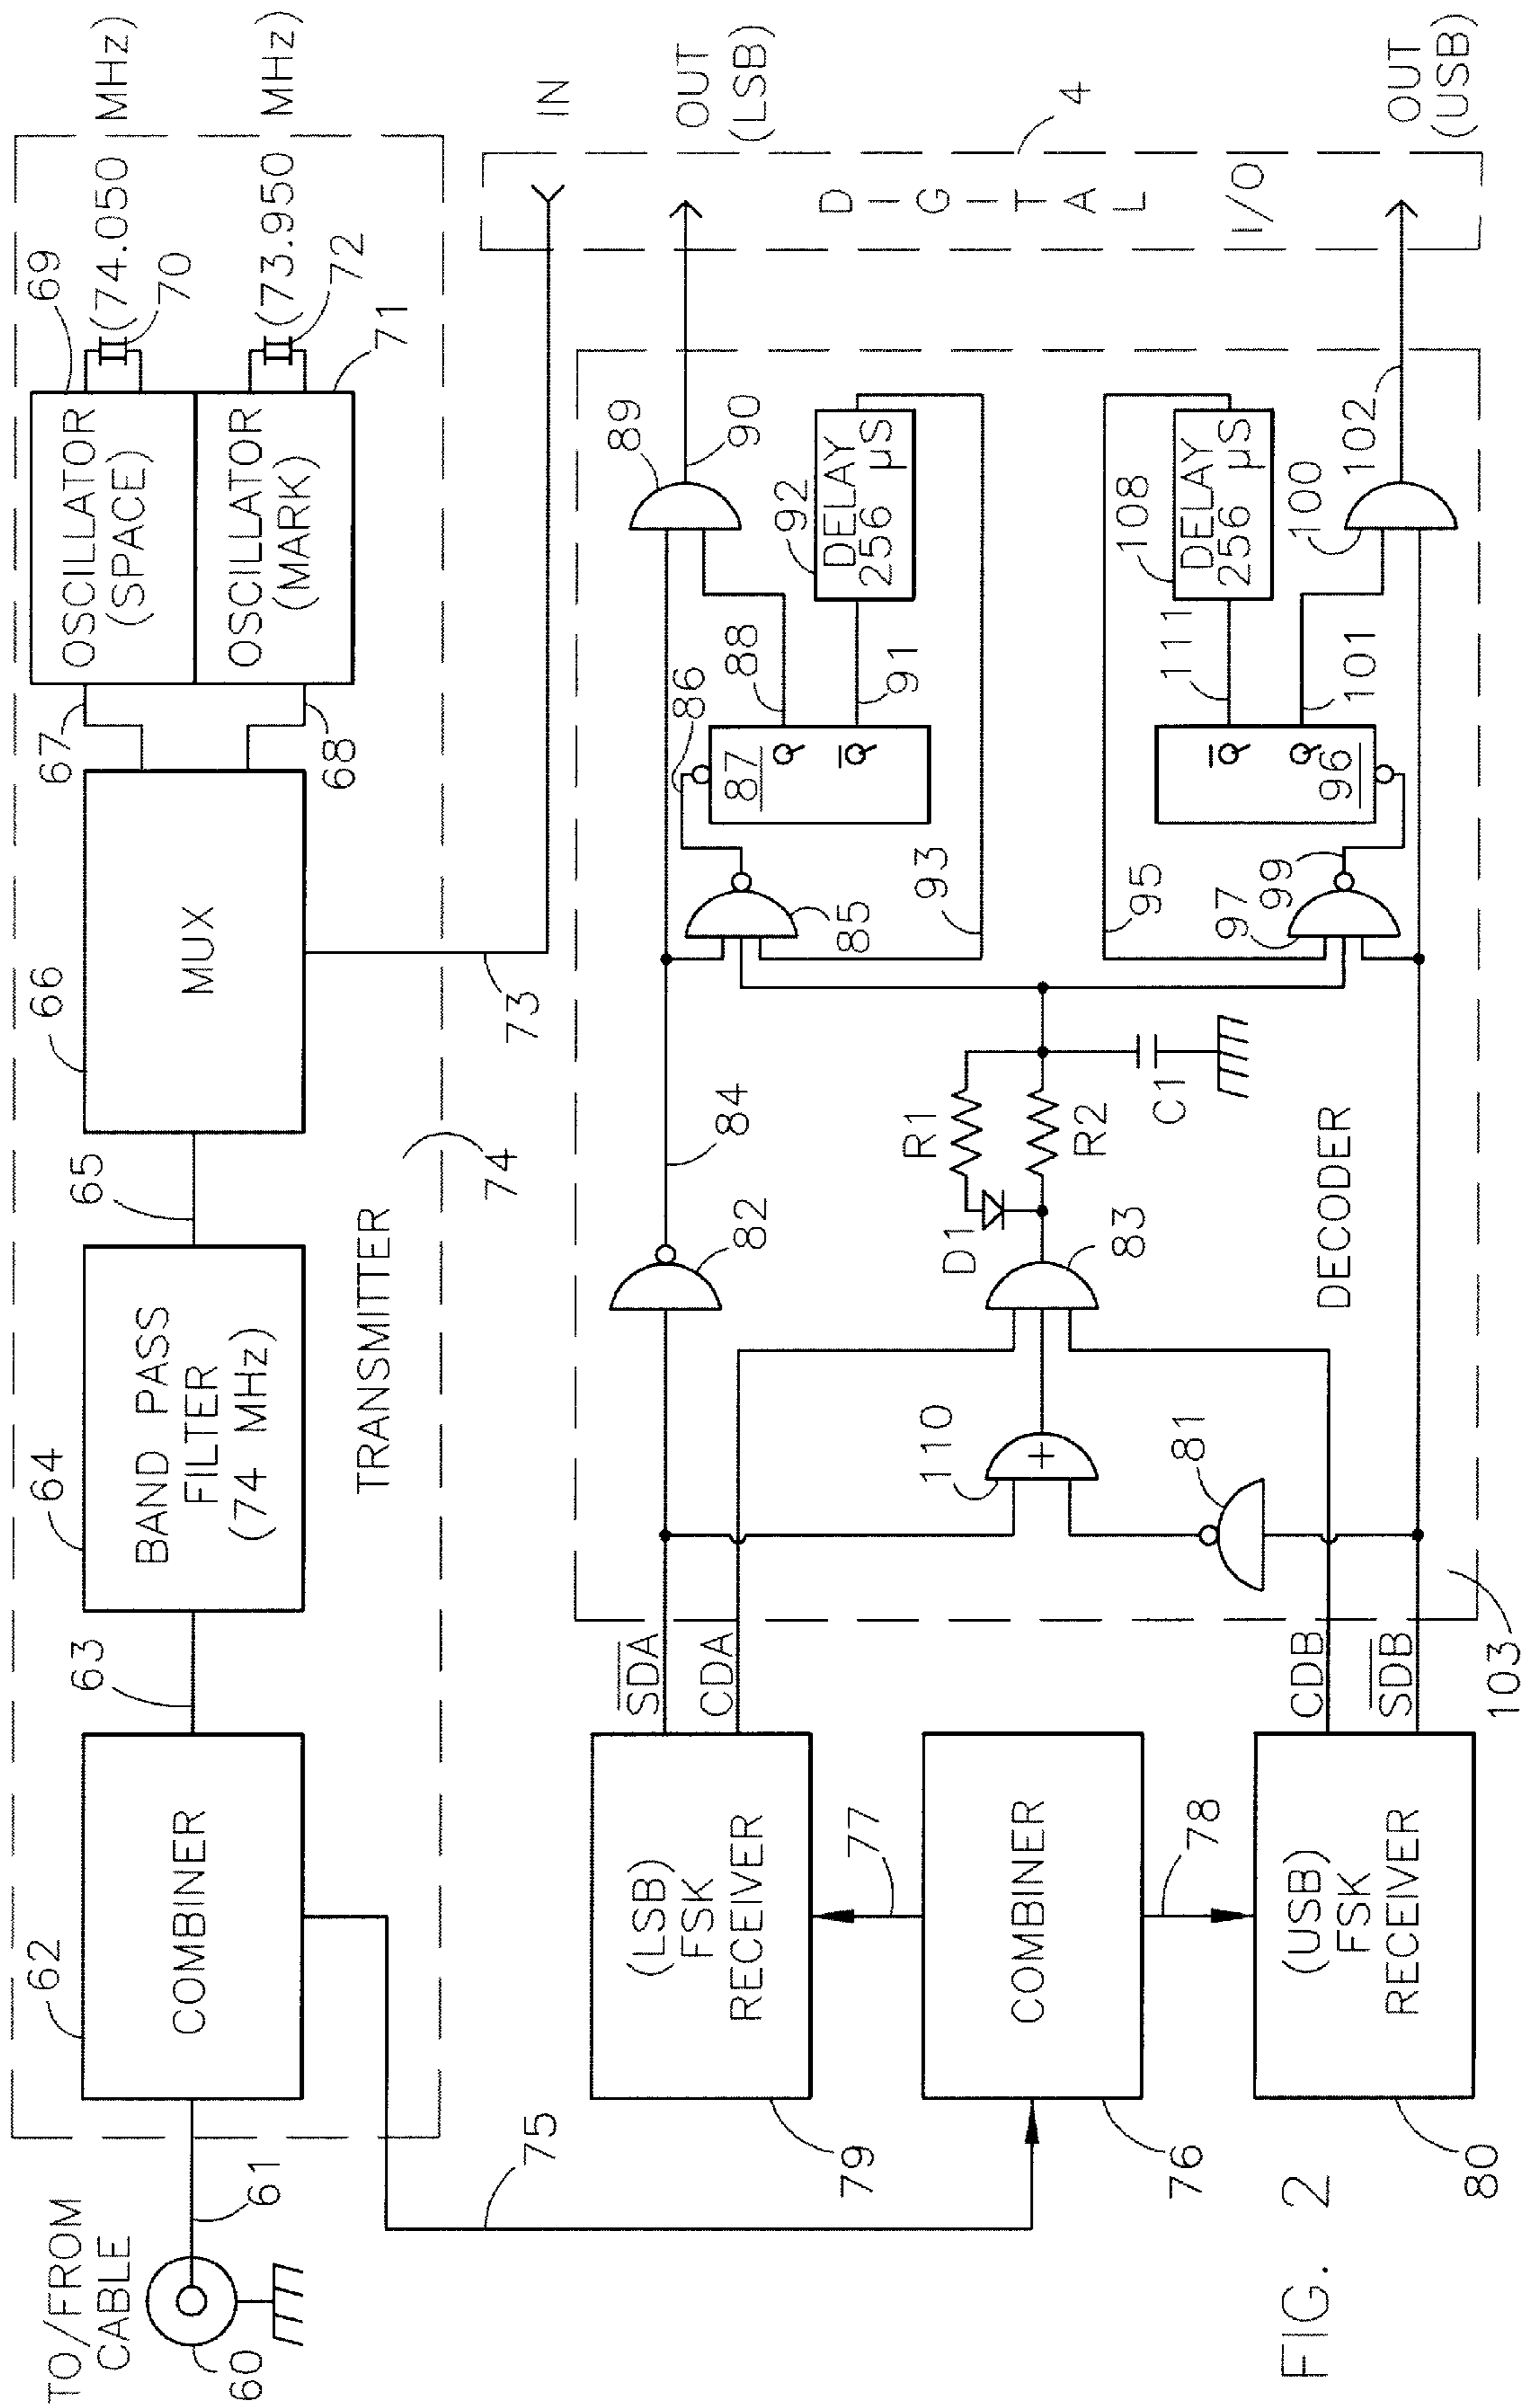 TO/FROM
CABLE
60
61
62
COMBINER
63
64
BAND PASS
FILTER
(74 MHz)
65
66
MUX
67
68
69
OSCILLATOR
(SPACE)
OSCILLATOR
(MARK)
(74.050 MHz)
70
(73.950 MHz)
72
71
TRANSMITTER
74
73
75
IN
OUT
(LSB)
DIGITAL
I/O
4
OUT
(USB)
(LSB)
FSK
RECEIVER
79
77
COMBINER
76
78
(USB)
FSK
RECEIVER
80
S̅D̅A̅
CDA
CDB
S̅D̅B̅
103
82
84
110
+
81
83
D1
R1
R2
C1
DECODER
85
86
87
Q
Q̅
88
89
90
91
92
DELAY
256 µS
93
95
97
99
96
Q̅
Q
111
101
108
DELAY
256 µS
100
102
FIG. 2